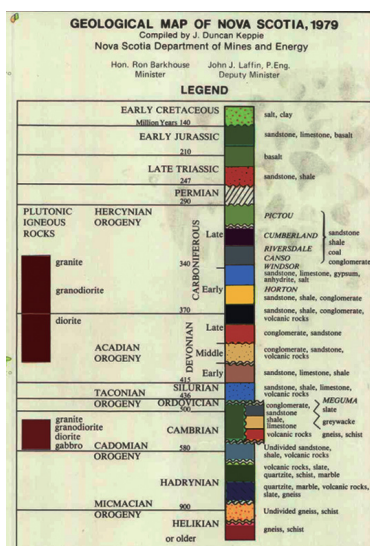 GEOLOGICAL MAP OF NOVA SCOTIA, 1979
Compiled by J. Duncan Keppie
Nova Scotia Department of Mines and Energy
Hon. Ron Barkhouse
Minister
John J. Laffin, P.Eng.
Deputy Minister
LEGEND
EARLY CRETACEOUS
salt, clay
Million Years 140
EARLY JURASSIC
sandstone, limestone, basalt
210
basalt
LATE TRIASSIC
sandstone, shale
247
PERMIAN
290
PLUTONIC
IGNEOUS
ROCKS
HERCYNIAN
OROGENY
CARBONIFEROUS
Late
PICTOU
CUMBERLAND
RIVERSDALE
CANSO
sandstone
shale
coal
conglomerate
granite
340
WINDSOR
sandstone, limestone, gypsum,
anhydrite, salt
granodiorite
Early
HORTON
sandstone, shale, conglomerate
370
sandstone, shale, conglomerate,
volcanic rocks
diorite
DEVONIAN
Late
conglomerate, sandstone
ACADIAN
OROGENY
Middle
conglomerate, sandstone,
volcanic rocks
Early
sandstone, limestone, shale
415
TACONIAN
OROGENY
SILURIAN
436
sandstone, shale, limestone,
volcanic rocks
ORDOVICIAN
500
MEGUMA
conglomerate,
sandstone
shale,
limestone
slate
greywacke
granite
granodiorite
diorite
gabbro
CAMBRIAN
volcanic rocks
gneiss, schist
580
CADOMIAN
OROGENY
Undivided sandstone,
shale, volcanic rocks
HADRYNIAN
volcanic rocks, slate,
quartzite, schist, marble
quartzite, marble, volcanic rocks,
slate, gneiss
MICMACIAN
OROGENY
900
Undivided gneiss, schist
HELIKIAN
or older
gneiss, schist